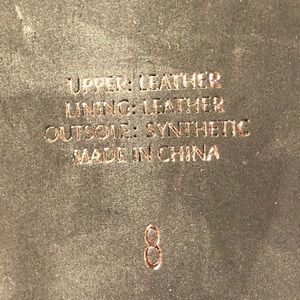 UPPER: LEATHER
LINING: LEATHER
OUTSOLE: SYNTHETIC
MADE IN CHINA
8